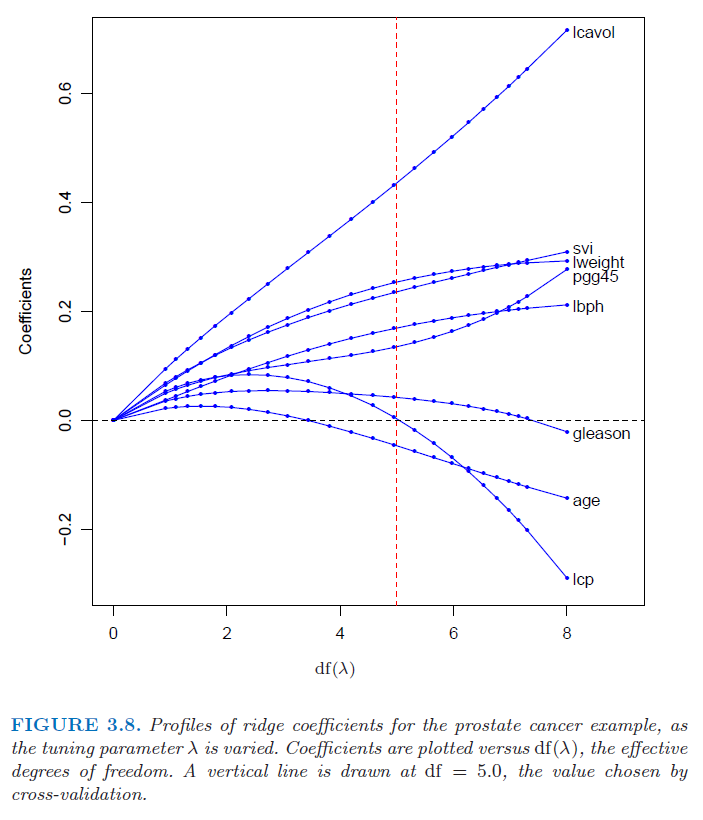 lcavol
0.6
0.4
svi
lweight
pgg45
0.2
lbph
Coefficients
0.0
gleason
age
−0.2
lcp
0 2 4 6 8
df(λ)
FIGURE 3.8. Profiles of ridge coefficients for the prostate cancer example, as
the tuning parameter λ is varied. Coefficients are plotted versus df(λ), the effective
degrees of freedom. A vertical line is drawn at df = 5.0, the value chosen by
cross-validation.